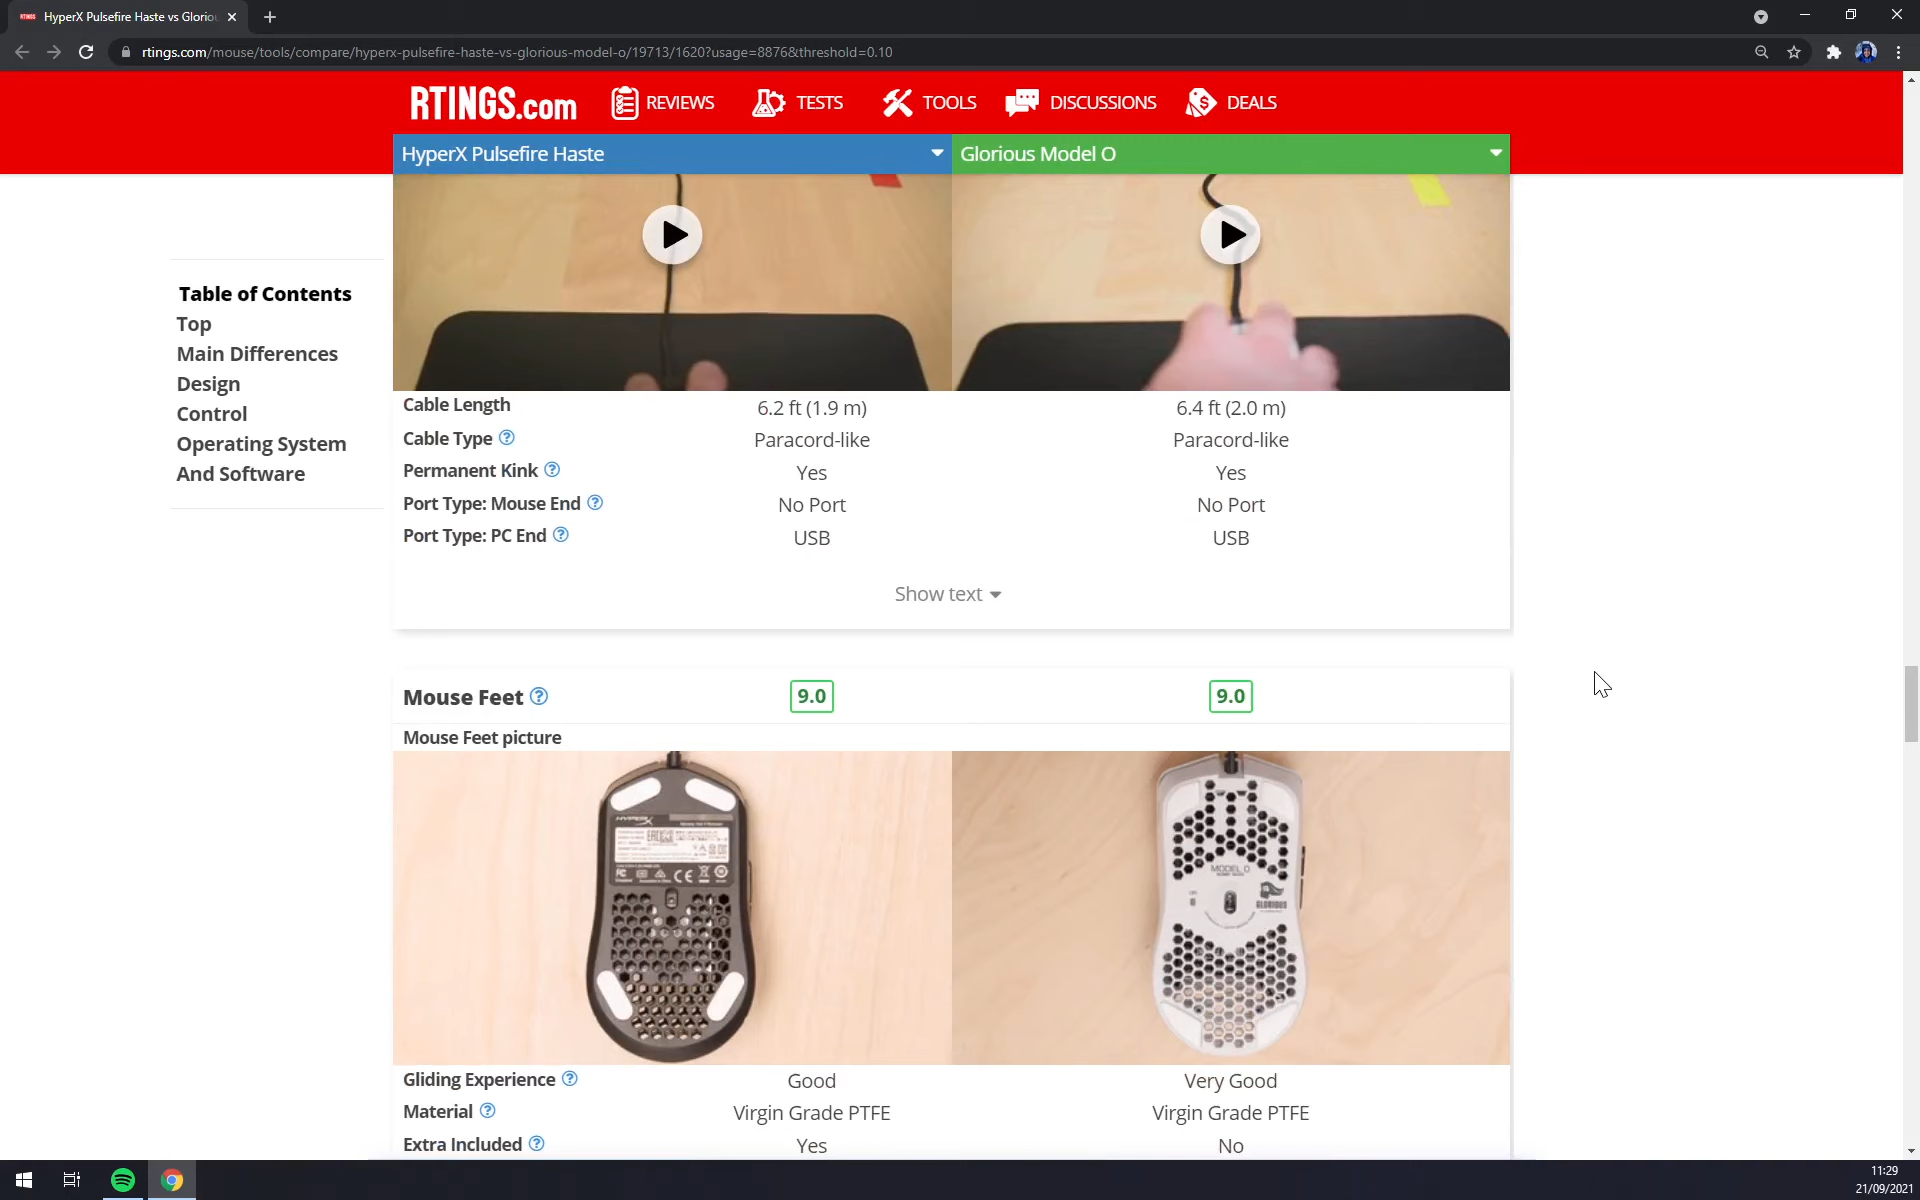 RTINGS HyperX Pulsefire Haste vs Glorio
rtings.com/mouse/tools/compare/hyperx-pulsefire-haste-vs-glorious-model-o/19713/1620?usage=8876&threshold=0.10
RTINGS.com REVIEWS TESTS TOOLS DISCUSSIONS DEALS
HyperX Pulsefire Haste Glorious Model O
Table of Contents
Top
Main Differences
Design
Control
Operating System
And Software
Cable Length 6.2 ft (1.9 m) 6.4 ft (2.0 m)
Cable Type ? Paracord-like Paracord-like
Permanent Kink ? Yes Yes
Port Type: Mouse End ? No Port No Port
Port Type: PC End ? USB USB
Show text
Mouse Feet ? 9.0 9.0
Mouse Feet picture
HYPERX
MODEL O
GLORIOUS
Gliding Experience ? Good Very Good
Material ? Virgin Grade PTFE Virgin Grade PTFE
Extra Included ? Yes No
11:29
21/09/2021